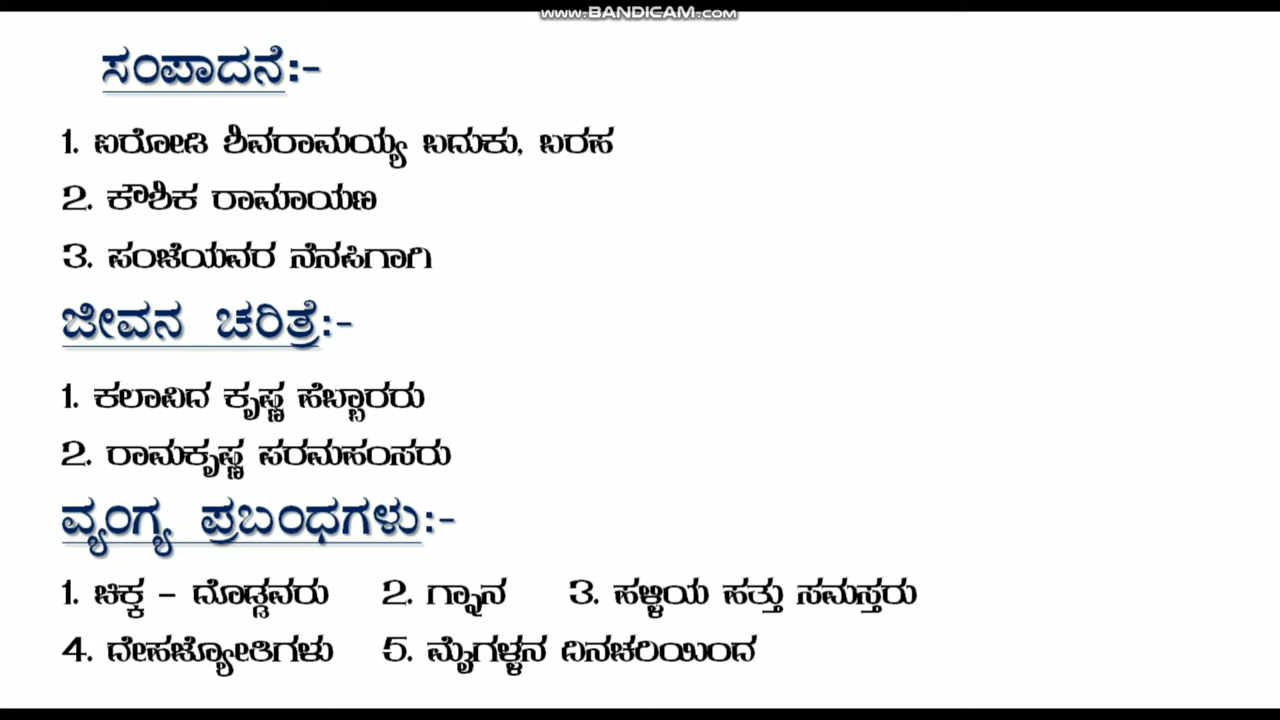 www.BANDICAM.com
ಸಂಪಾದನೆ:-
1. ಐರೋಡಿ ಶಿವರಾಮಯ್ಯ ಬದುಕು, ಬರಹ
2. ಕೌಶಿಕ ರಾಮಾಯಣ
3. ಪಂಜೆಯವರ ನೆನಪಿಗಾಗಿ
ಜೀವನ ಚರಿತ್ರೆ:-
1. ಕಲಾವಿದ ಕೃಷ್ಣ ಹೆಬ್ಬಾರರು
2. ರಾಮಕೃಷ್ಣ ಪರಮಹಂಸರು
ವ್ಯಂಗ್ಯ ಪ್ರಬಂಧಗಳು:-
1. ಚಿಕ್ಕ – ದೊಡ್ಡವರು 2. ಗ್ನಾನ 3. ಹಳ್ಳಿಯ ಹತ್ತು ಸಮಸ್ತರು
4. ದೇಹಜ್ಯೋತಿಗಳು 5. ಮೈಗಳ್ಳನ ದಿನಚರಿಯಿಂದ